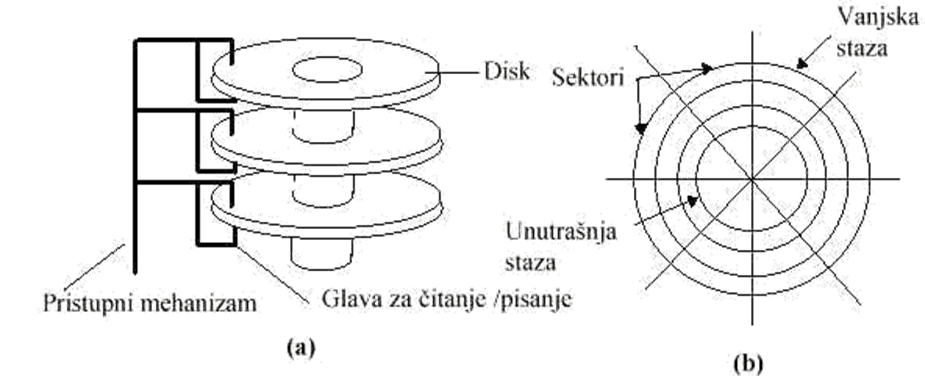 Disk
Pristupni mehanizam
Glava za čitanje /pisanje
(a)
Vanjska
staza
Sektori
Unutrašnja
staza
(b)